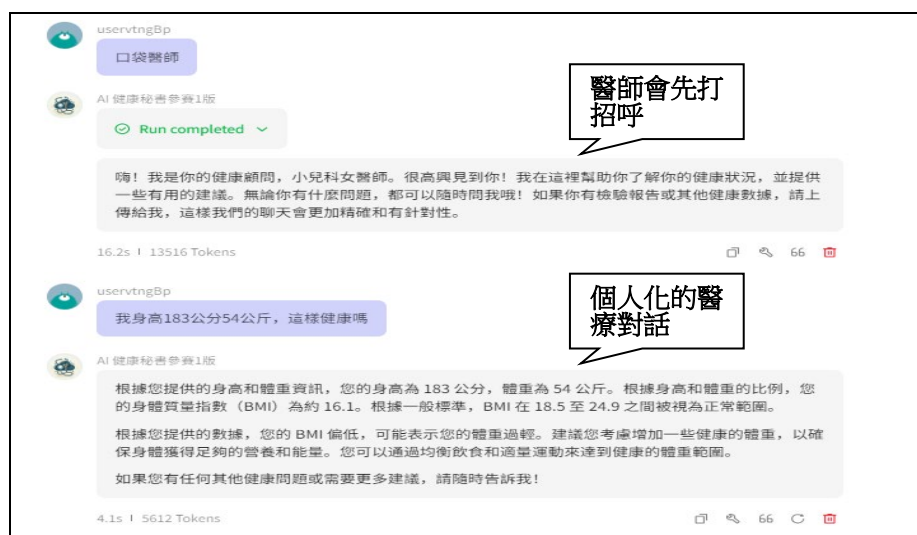 uservtngBp
口袋醫師
AI 健康秘書參賽1版
Run completed
醫師會先打
招呼
嗨！我是你的健康顧問，小兒科女醫師。很高興見到你！我在這裡幫助你了解你的健康狀況，並提供
一些有用的建議。無論你有什麼問題，都可以隨時問我哦！如果你有檢驗報告或其他健康數據，請上
傳給我，這樣我們的聊天會更加精確和有針對性。
16.2s | 13516 Tokens
uservtngBp
我身高183公分54公斤，這樣健康嗎
個人化的醫
療對話
AI 健康秘書參賽1版
根據您提供的身高和體重資訊，您的身高為 183 公分，體重為 54 公斤。根據身高和體重的比例，您
的身體質量指數（BMI）為約 16.1。根據一般標準，BMI 在 18.5 至 24.9 之間被視為正常範圍。
根據您提供的數據，您的 BMI 偏低，可能表示您的體重過輕。建議您考慮增加一些健康的體重，以確
保身體獲得足夠的營養和能量。您可以通過均衡飲食和適量運動來達到健康的體重範圍。
如果您有任何其他健康問題或需要更多建議，請隨時告訴我！
4.1s | 5612 Tokens